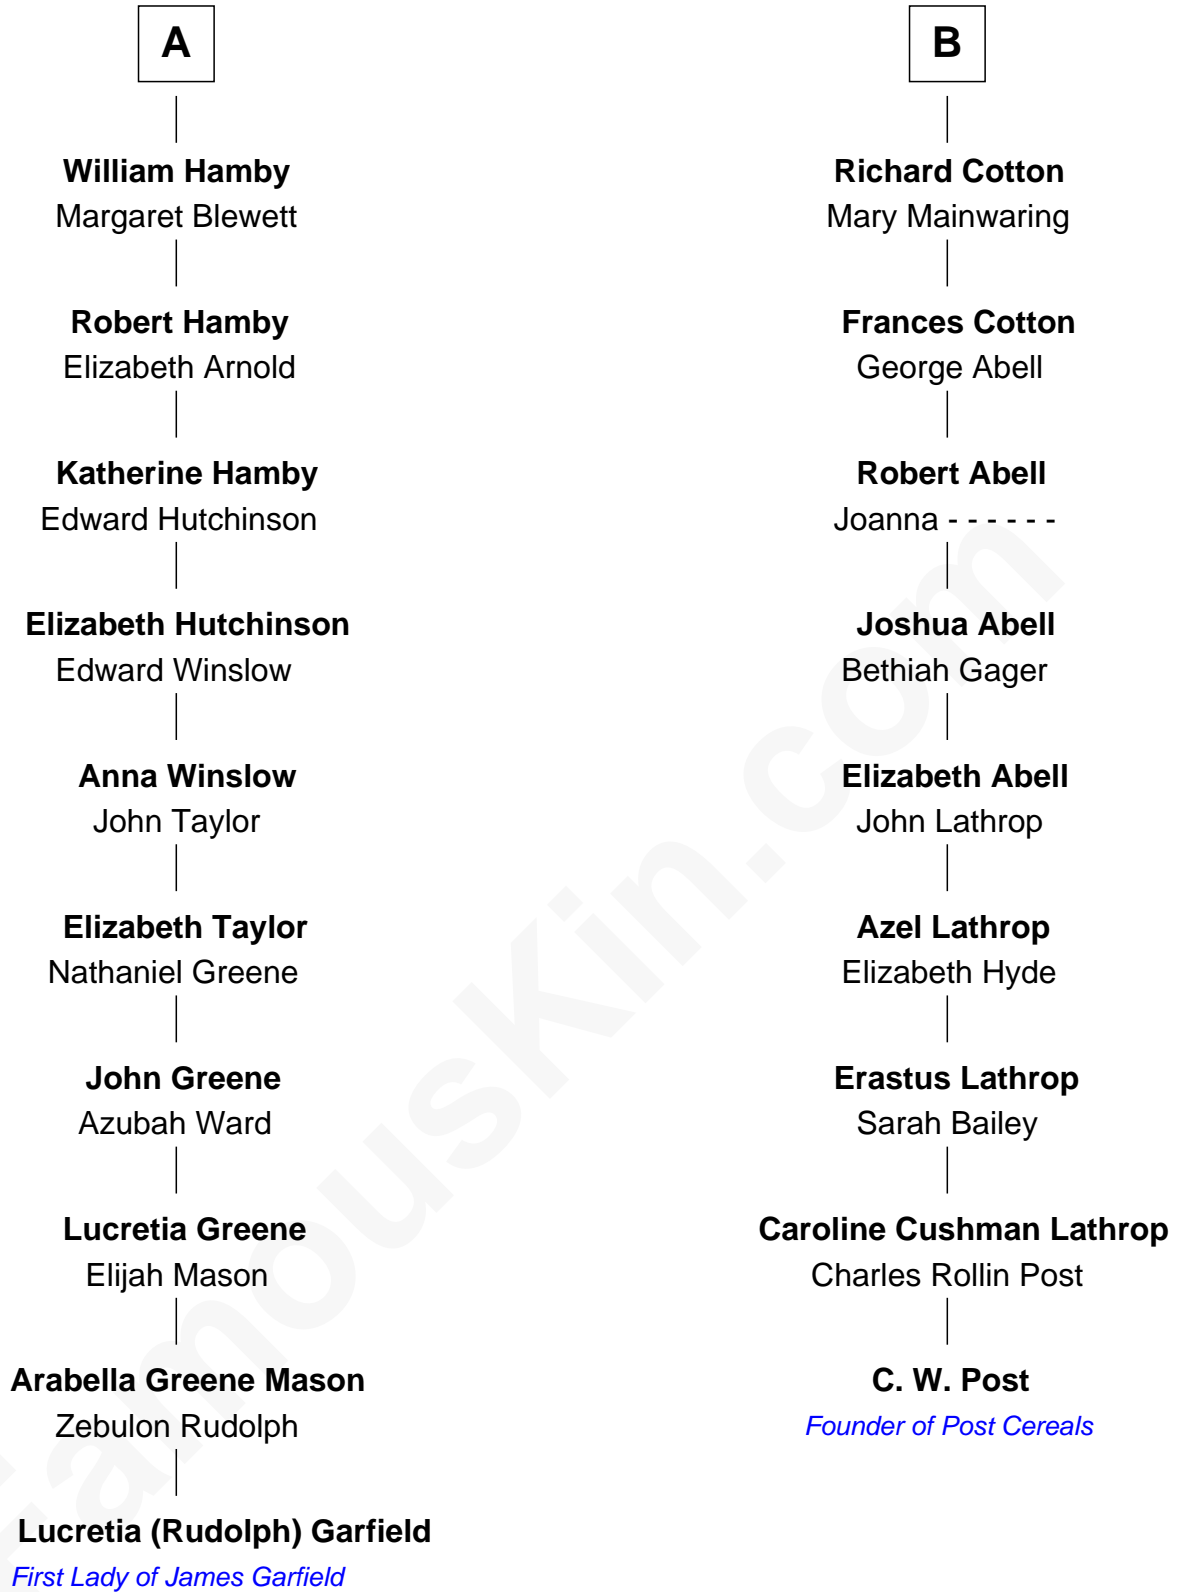 A
William Hamby
Margaret Blewett
Robert Hamby
Elizabeth Arnold
Katherine Hamby
Edward Hutchinson
Elizabeth Hutchinson
Edward Winslow
Anna Winslow
John Taylor
Elizabeth Taylor
Nathaniel Greene
John Greene
Azubah Ward
Lucretia Greene
Elijah Mason
Arabella Greene Mason
Zebulon Rudolph
Lucretia (Rudolph) Garfield
First Lady of James Garfield
B
Richard Cotton
Mary Mainwaring
Frances Cotton
George Abell
Robert Abell
Joanna - - - - - -
Joshua Abell
Bethiah Gager
Elizabeth Abell
John Lathrop
Azel Lathrop
Elizabeth Hyde
Erastus Lathrop
Sarah Bailey
Caroline Cushman Lathrop
Charles Rollin Post
C. W. Post
Founder of Post Cereals
FamousKin.com